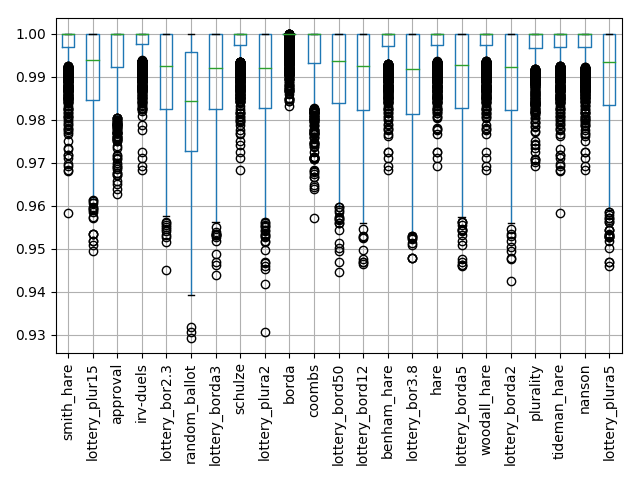 1.00
0.99
0.98
0.97
0.96
0.95
0.94
0.93
smith_hare
lottery_plur15
approval
irv-duels
lottery_bor2.3
random_ballot
lottery_borda3
schulze
lottery_plura2
borda
coombs
lottery_bord50
lottery_bord12
benham_hare
lottery_bor3.8
hare
lottery_borda5
woodall_hare
lottery_borda2
plurality
tideman_hare
nanson
lottery_plura5